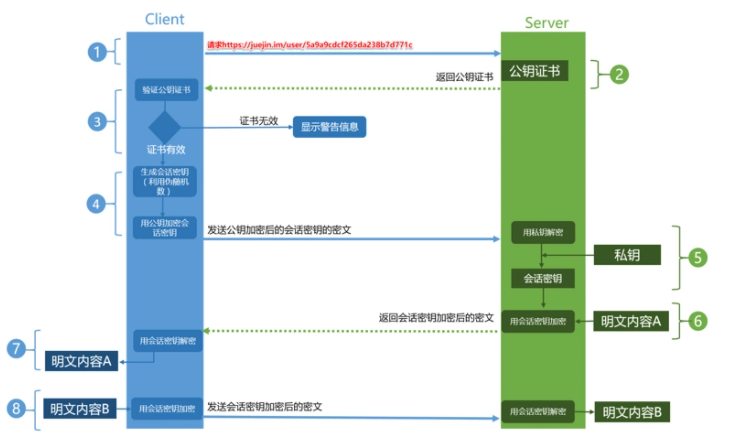 Client
Server
1
请求https://juejin.im/user/5a9a9cdcf265da238b7d771c
公钥证书
2
返回公钥证书
验证公钥证书
3
证书无效
显示警告信息
证书有效
生成会话密钥
（利用伪随机
数）
4
用公钥加密会
话密钥
发送公钥加密后的会话密钥的密文
用私钥解密
私钥
5
会话密钥
返回会话密钥加密后的密文
用会话密钥加密
明文内容A
6
7
用会话密钥解密
明文内容A
8
明文内容B
用会话密钥加密
发送会话密钥加密后的密文
用会话密钥解密
明文内容B